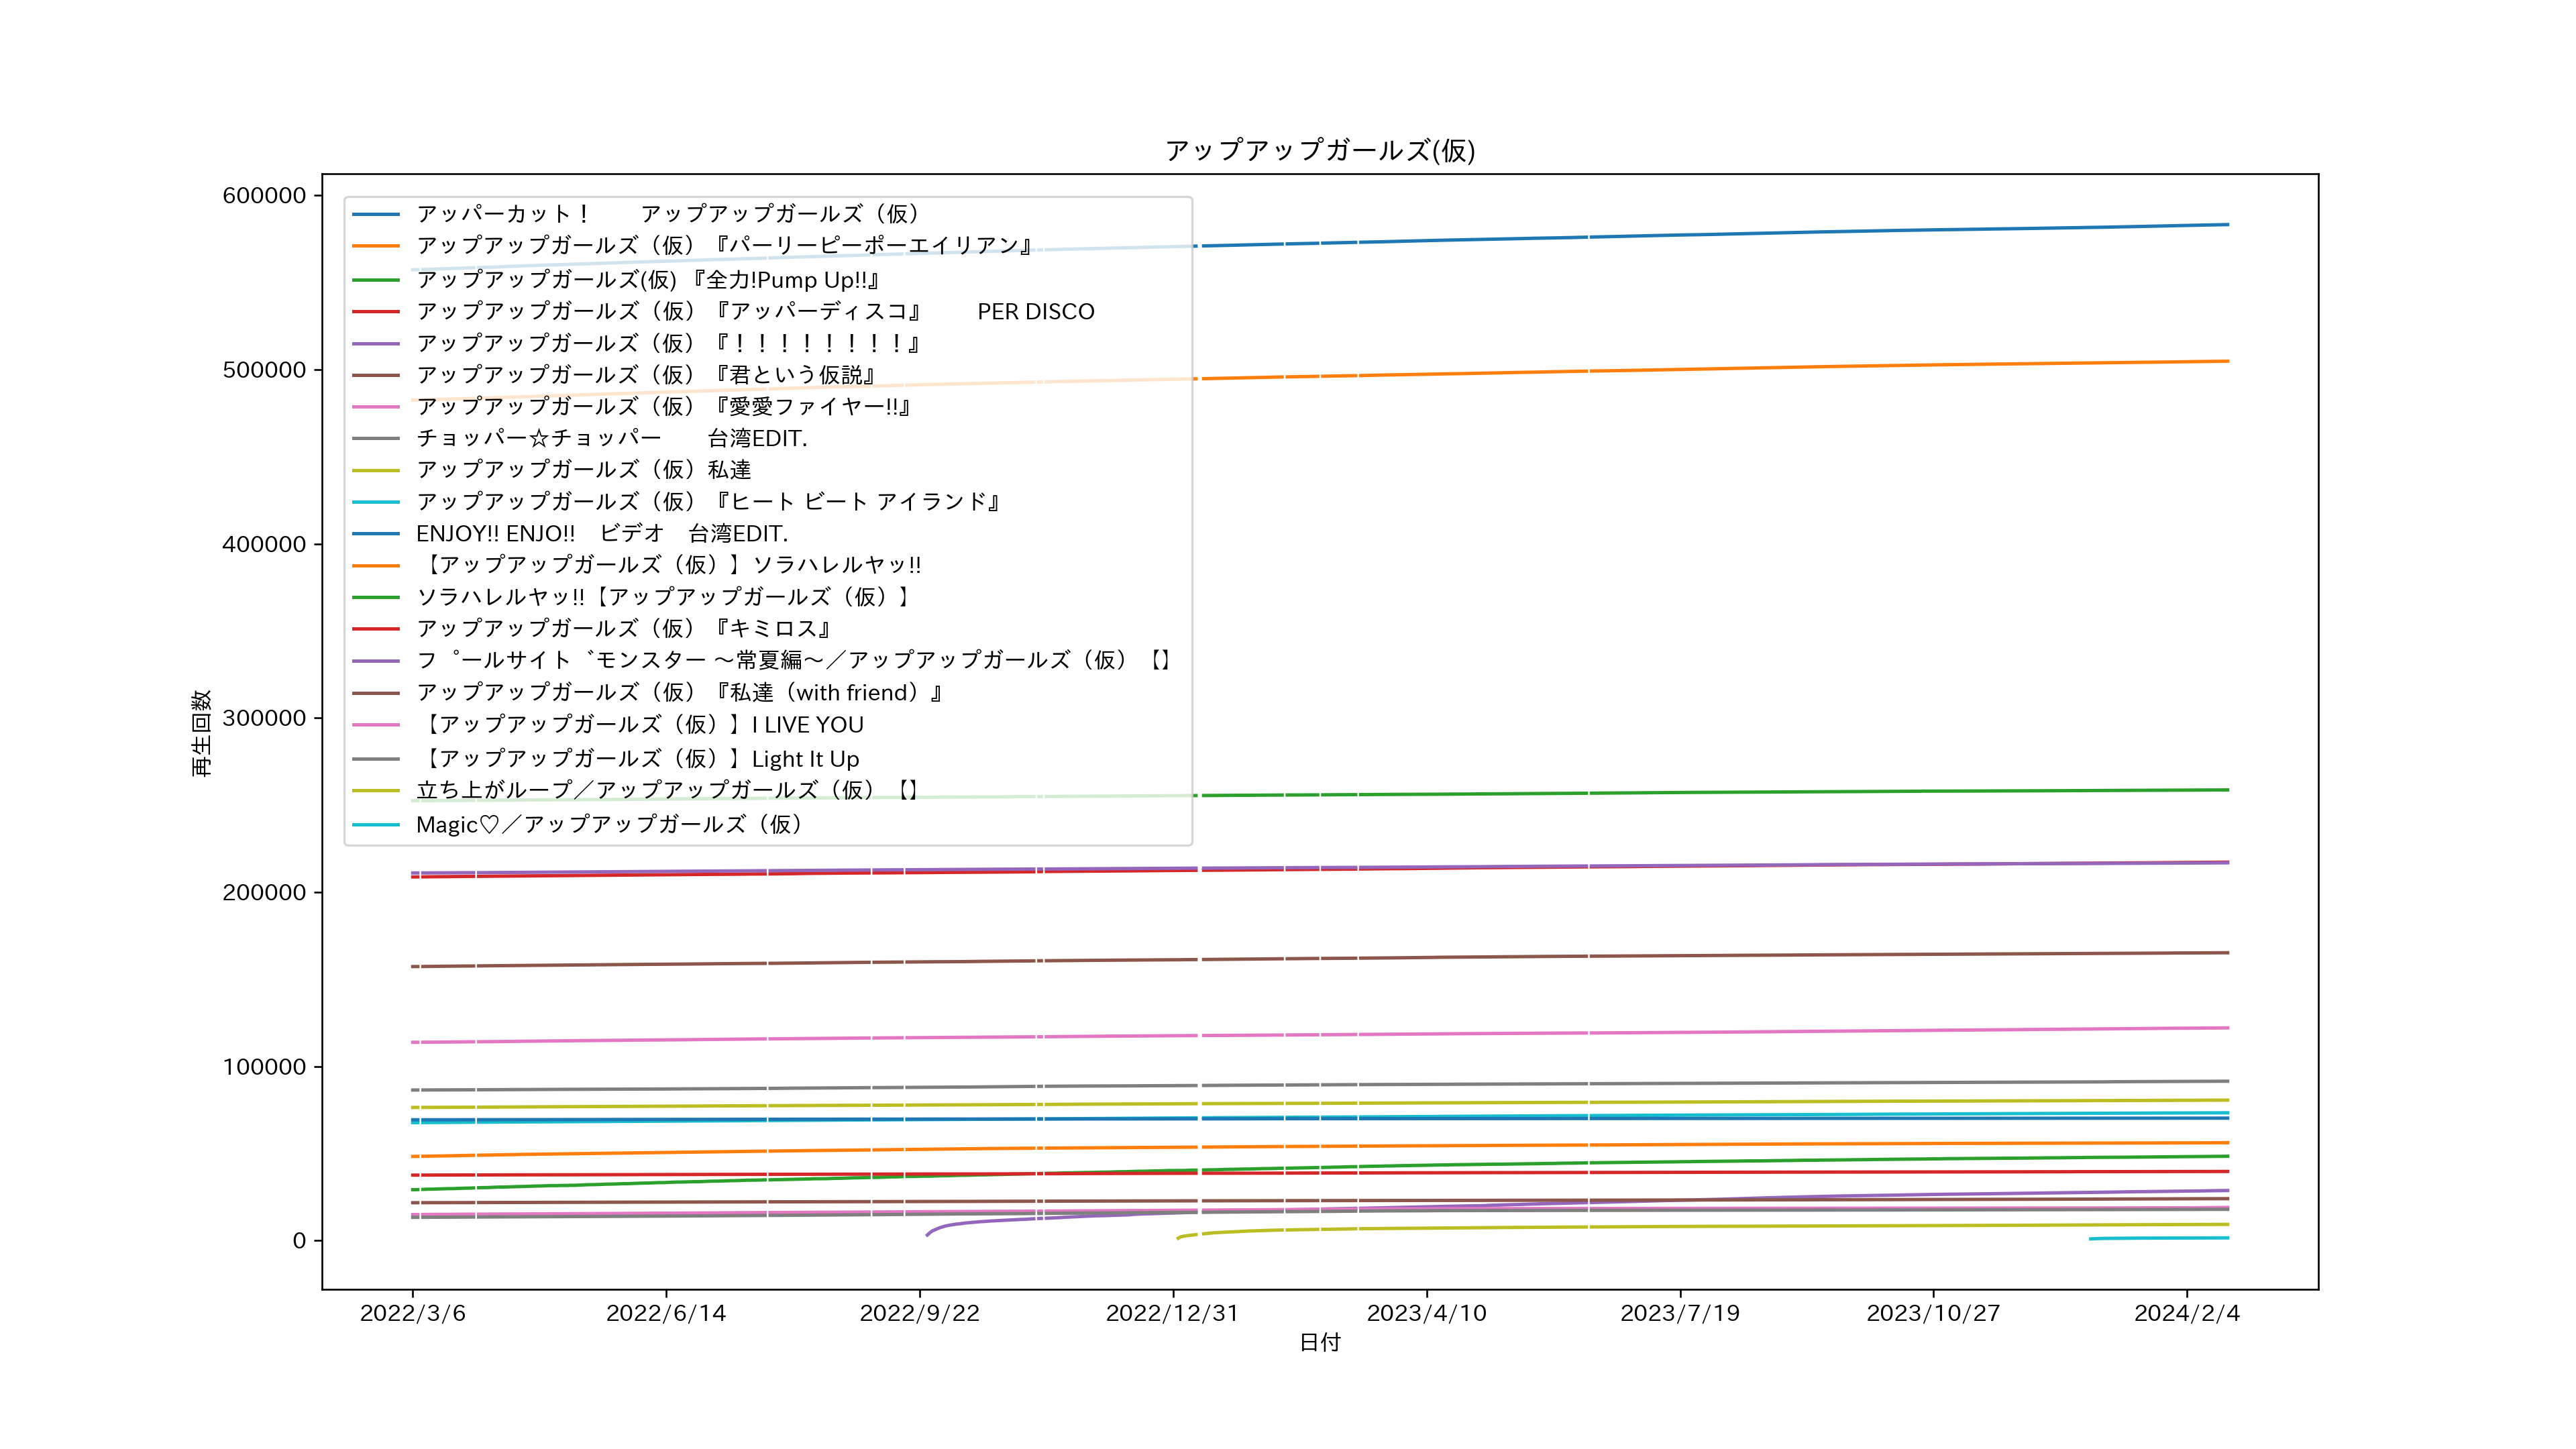 アップアップガールズ(仮)
600000
500000
400000
300000
200000
100000
0
再生回数
アッパーカット！　　アップアップガールズ（仮）
アップアップガールズ（仮）『パーリーピーポーエイリアン』
アップアップガールズ(仮) 『全力!Pump Up!!』
アップアップガールズ（仮）『アッパーディスコ』　　PER DISCO
アップアップガールズ（仮）『！！！！！！！！』
アップアップガールズ（仮）『君という仮説』
アップアップガールズ（仮）『愛愛ファイヤー!!』
チョッパー☆チョッパー　　台湾EDIT.
アップアップガールズ（仮）私達
アップアップガールズ（仮）『ヒート ビート アイランド』
ENJOY!! ENJO!!　ビデオ　台湾EDIT.
【アップアップガールズ（仮）】ソラハレルヤッ!!
ソラハレルヤッ!!【アップアップガールズ（仮）】
アップアップガールズ（仮）『キミロス』
フ゜ールサイト゛モンスター ～常夏編～／アップアップガールズ（仮）【】
アップアップガールズ（仮）『私達（with friend）』
【アップアップガールズ（仮）】I LIVE YOU
【アップアップガールズ（仮）】Light It Up
立ち上がループ／アップアップガールズ（仮）【】
Magic♡／アップアップガールズ（仮）
2022/3/6 2022/6/14 2022/9/22 2022/12/31 2023/4/10 2023/7/19 2023/10/27 2024/2/4
日付